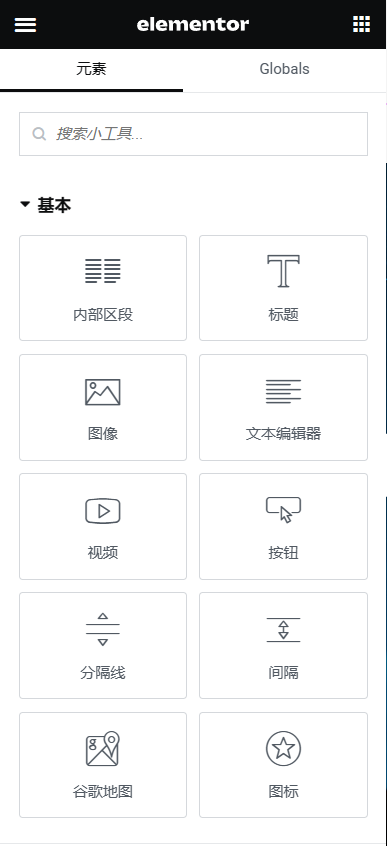 elementor
元素
Globals
搜索小工具...
基本
内部区段
标题
图像
文本编辑器
视频
按钮
分隔线
间隔
谷歌地图
图标